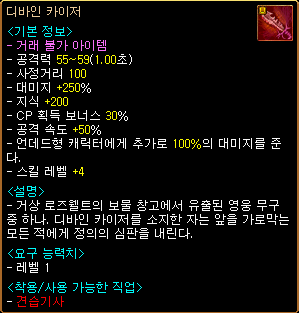 디바인 카이저
<기본 정보>
- 거래 불가 아이템
- 공격력 55~59(1.00초)
- 사정거리 100
- 대미지 +250%
- 지식 +200
- CP 획득 보너스 30%
- 공격 속도 +50%
- 언데드형 캐릭터에게 추가로 100%의 대미지를 준
다.
- 스킬 레벨 +4
<설명>
- 거상 로즈웰트의 보물 창고에서 유출된 영웅 무구
중 하나. 디바인 카이저를 소지한 자는 앞을 가로막는
모든 적에게 정의의 심판을 내린다.
<요구 능력치>
- 레벨 1
<착용/사용 가능한 직업>
- 견습기사